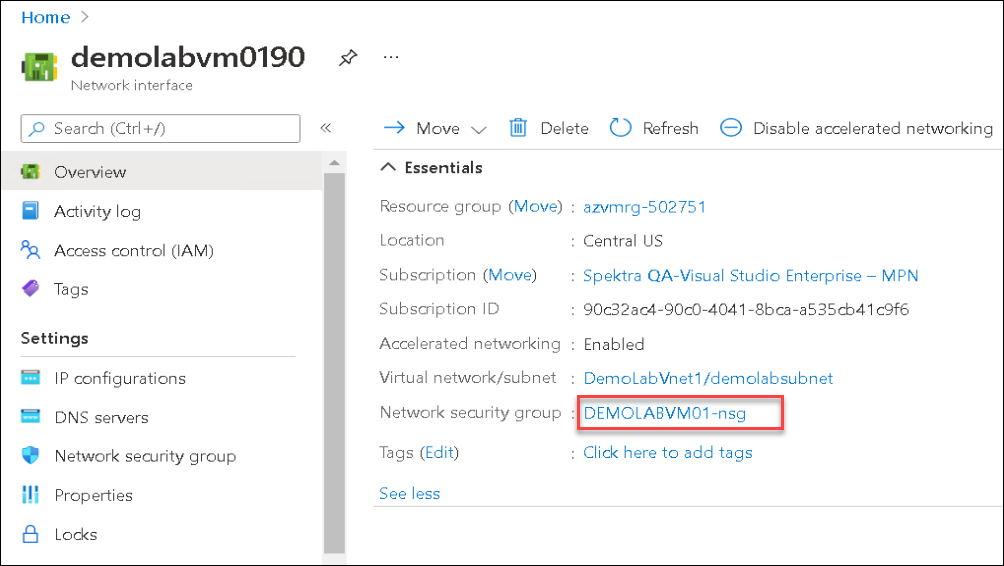 Home >
demolabvm0190 ...
Network interface
Search (Ctrl+/) «
Move Delete Refresh Disable accelerated networking
Overview
Activity log
Access control (IAM)
Tags
Settings
IP configurations
DNS servers
Network security group
Properties
Locks
Essentials
Resource group (Move) : azvmrg-502751
Location : Central US
Subscription (Move) : Spektra QA-Visual Studio Enterprise – MPN
Subscription ID : 90c32ac4-90c0-4041-8bca-a535cb41c9f6
Accelerated networking : Enabled
Virtual network/subnet : DemoLabVnet1/demolabsubnet
Network security group : DEMOLABVM01-nsg
Tags (Edit) : Click here to add tags
See less